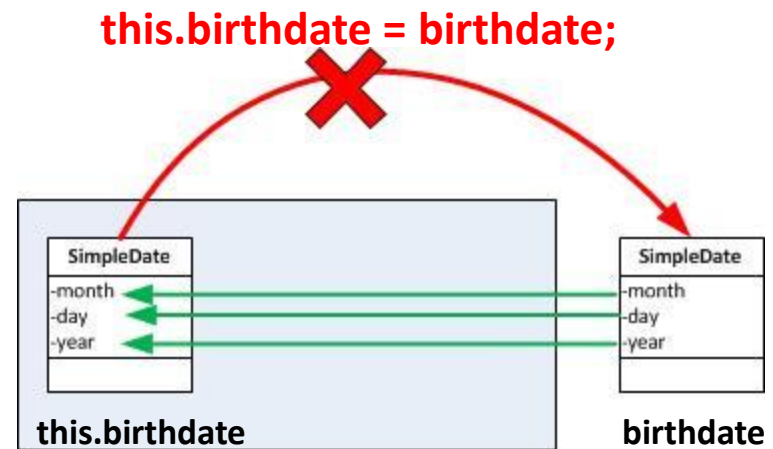 this.birthdate = birthdate;
SimpleDate
-month
-day
-year
this.birthdate
SimpleDate
-month
-day
-year
birthdate